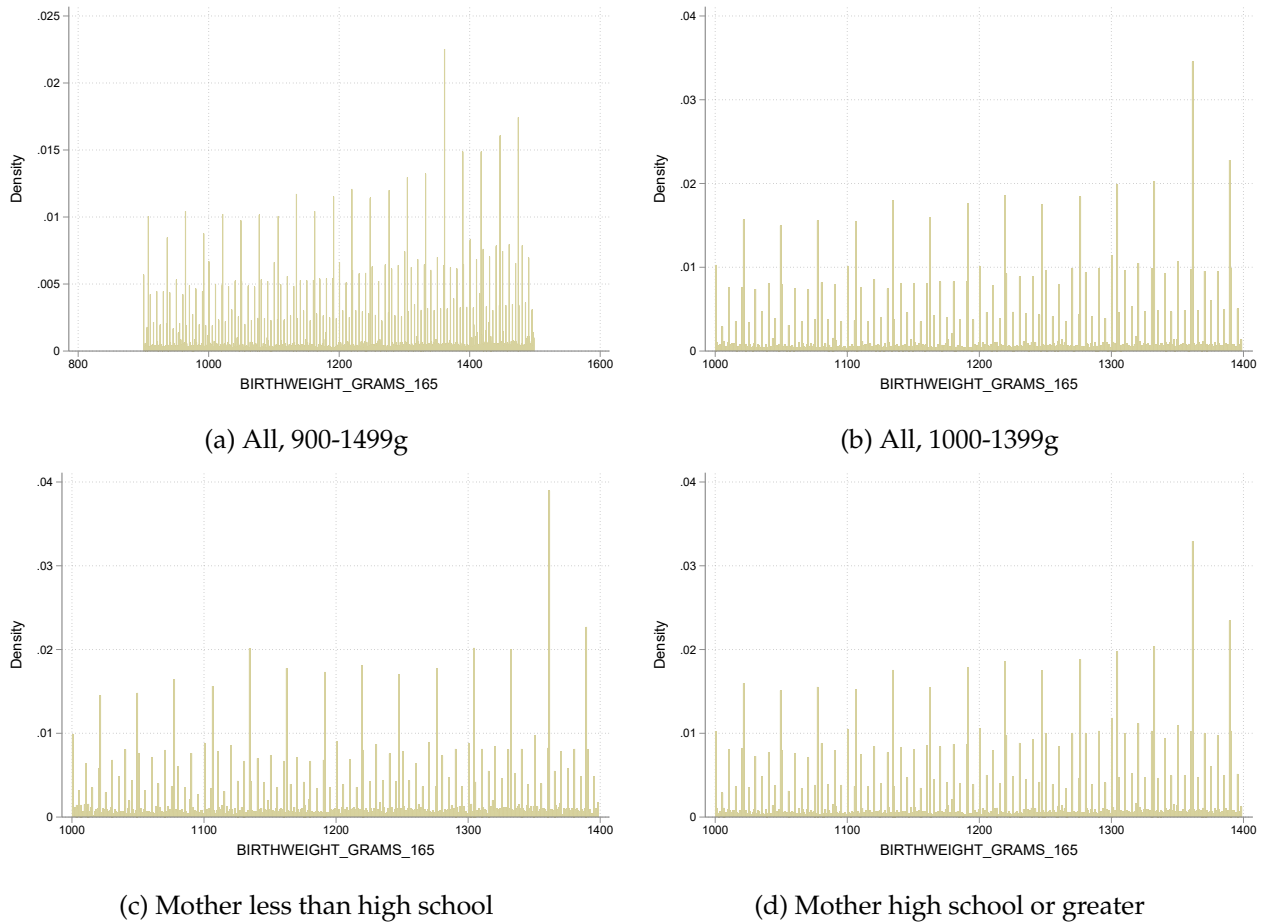 .025
.02
.015
.01
.005
0
Density
800 1000 1200 1400 1600
BIRTHWEIGHT_GRAMS_165
(a) All, 900-1499g
.04
.03
.02
.01
0
Density
1000 1100 1200 1300 1400
BIRTHWEIGHT_GRAMS_165
(b) All, 1000-1399g
.04
.03
.02
.01
0
Density
1000 1100 1200 1300 1400
BIRTHWEIGHT_GRAMS_165
(c) Mother less than high school
.04
.03
.02
.01
0
Density
1000 1100 1200 1300 1400
BIRTHWEIGHT_GRAMS_165
(d) Mother high school or greater